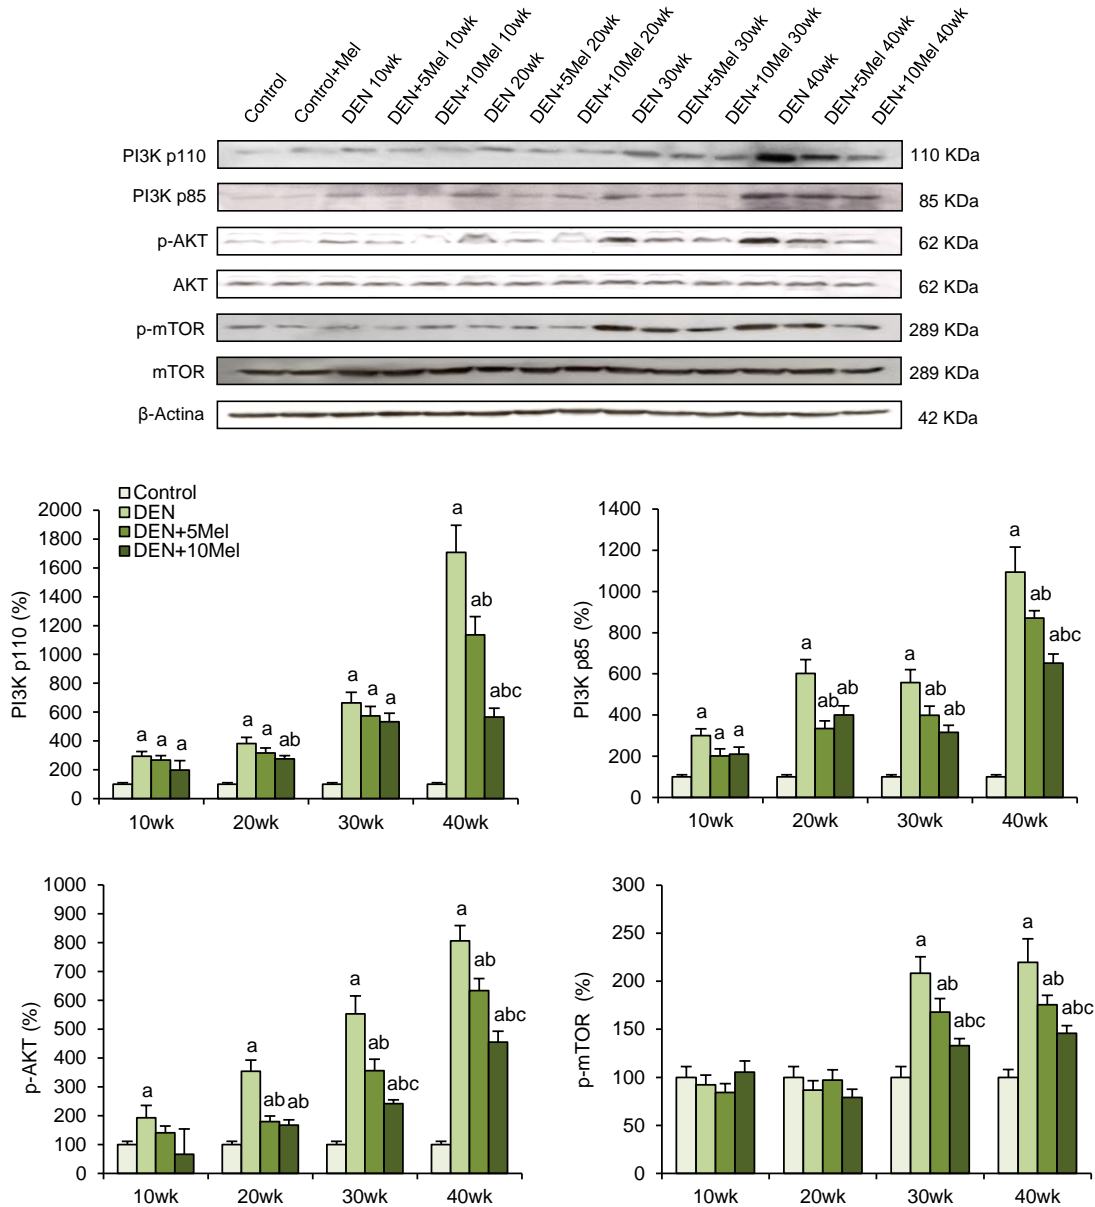 Control
Control+Mel
DEN 10wk
DEN+5Mel 10wk
DEN+10Mel 10wk
DEN 20wk
DEN+5Mel 20wk
DEN+10Mel 20wk
DEN 30wk
DEN+5Mel 30wk
DEN+10Mel 30wk
DEN 40wk
DEN+5Mel 40wk
DEN+10Mel 40wk
PI3K p110 110 KDa
PI3K p85 85 KDa
p-AKT 62 KDa
AKT 62 KDa
p-mTOR 289 KDa
mTOR 289 KDa
β-Actina 42 KDa
Control
DEN
DEN+5Mel
DEN+10Mel
PI3K p110 (%)
2000
1800
1600
1400
1200
1000
800
600
400
200
0
a a a
a a ab
a a a
a ab abc
10wk 20wk 30wk 40wk
PI3K p85 (%)
1400
1200
1000
800
600
400
200
0
a a a
a ab ab
a ab ab
a ab abc
10wk 20wk 30wk 40wk
p-AKT (%)
1000
900
800
700
600
500
400
300
200
100
0
a
a ab ab
a ab abc
a ab abc
10wk 20wk 30wk 40wk
p-mTOR (%)
300
250
200
150
100
50
0
a ab abc
a ab abc
10wk 20wk 30wk 40wk